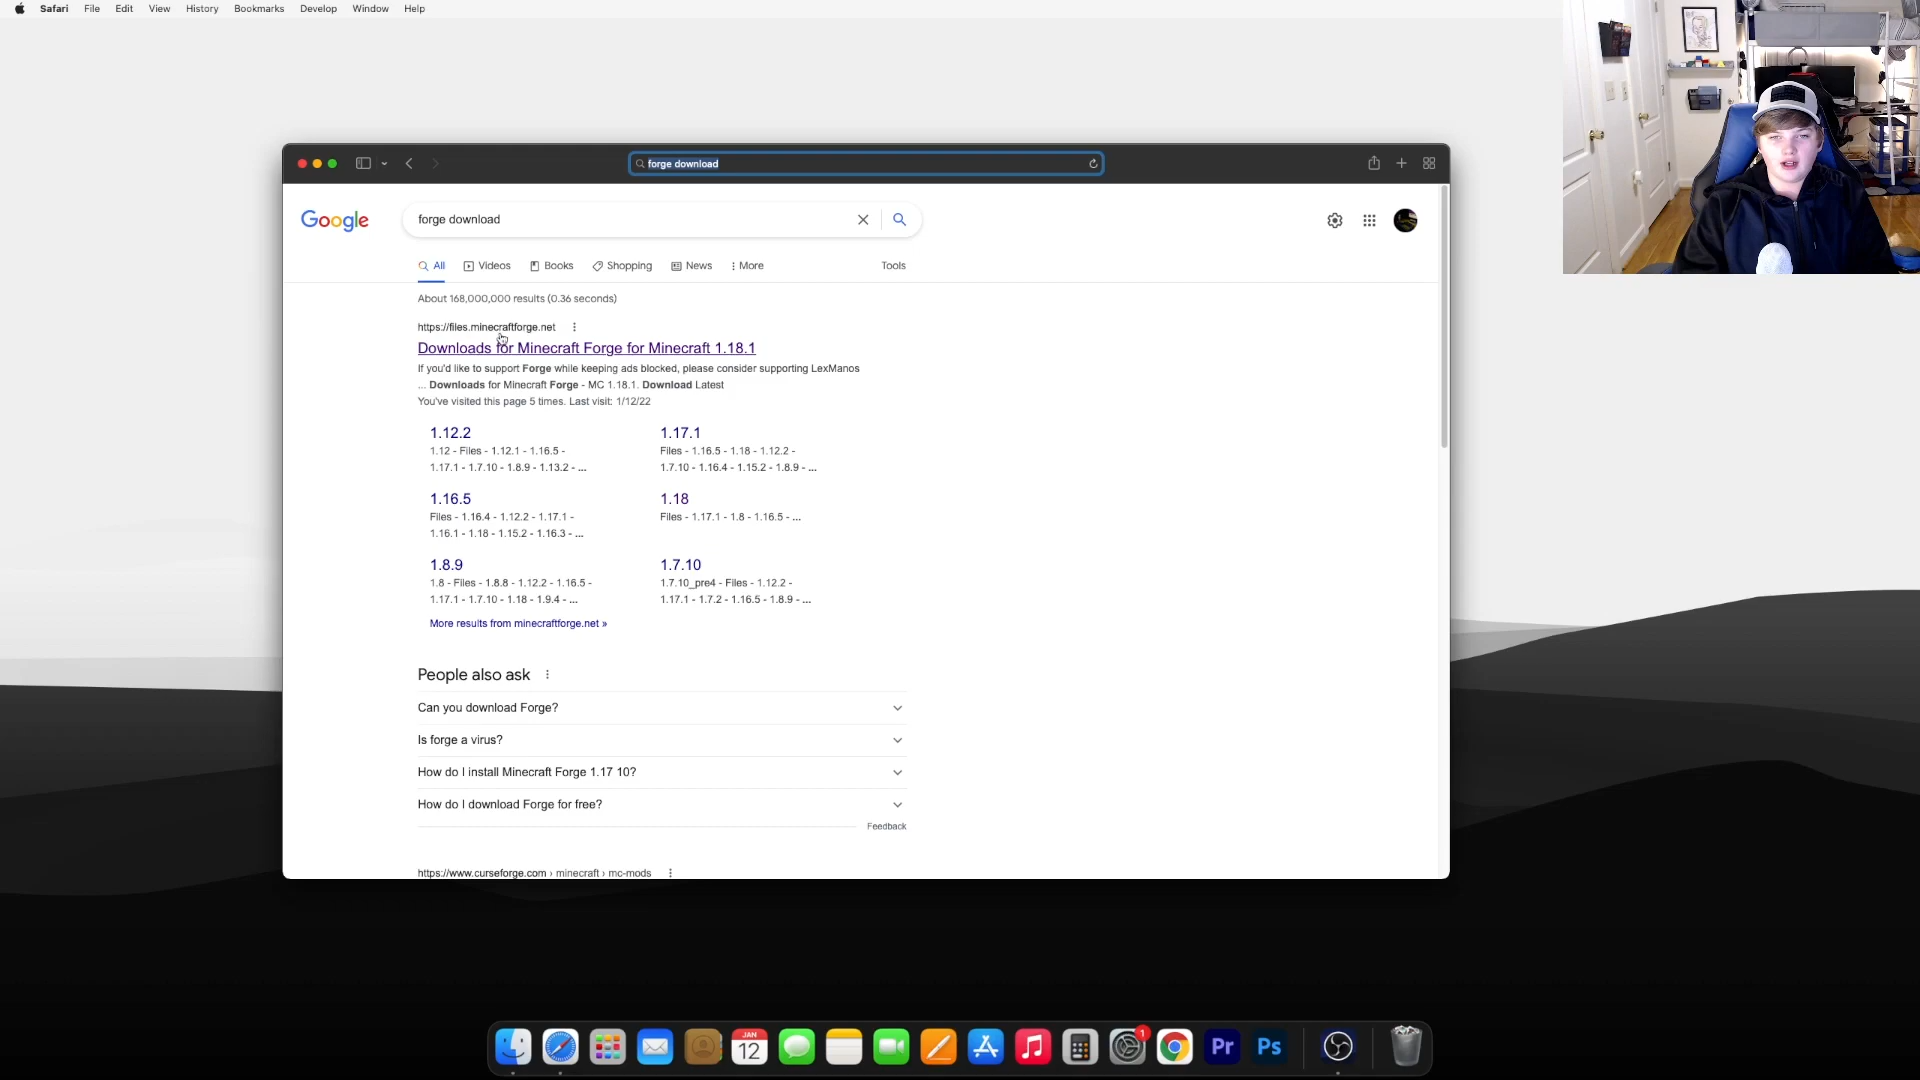 Safari File Edit View History Bookmarks Develop Window Help
forge download
Google forge download
All Videos Books Shopping News More Tools
About 168,000,000 results (0.36 seconds)
https://files.minecraftforge.net
Downloads for Minecraft Forge for Minecraft 1.18.1
If you'd like to support Forge while keeping ads blocked, please consider supporting LexManos
... Downloads for Minecraft Forge - MC 1.18.1. Download Latest
You've visited this page 5 times. Last visit: 1/12/22
1.12.2
1.12 - Files - 1.12.1 - 1.16.5 -
1.17.1 - 1.7.10 - 1.8.9 - 1.13.2 - ...
1.17.1
Files - 1.16.5 - 1.18 - 1.12.2 -
1.7.10 - 1.16.4 - 1.15.2 - 1.8.9 - ...
1.16.5
Files - 1.16.4 - 1.12.2 - 1.17.1 -
1.16.1 - 1.18 - 1.15.2 - 1.16.3 - ...
1.18
Files - 1.17.1 - 1.8 - 1.16.5 - ...
1.8.9
1.8 - Files - 1.8.8 - 1.12.2 - 1.16.5 -
1.17.1 - 1.7.10 - 1.18 - 1.9.4 - ...
1.7.10
1.7.10_pre4 - Files - 1.12.2 -
1.17.1 - 1.7.2 - 1.16.5 - 1.8.9 - ...
More results from minecraftforge.net »
People also ask
Can you download Forge?
Is forge a virus?
How do I install Minecraft Forge 1.17 10?
How do I download Forge for free?
Feedback
https://www.curseforge.com › minecraft › mc-mods
JAN
12
1
Pr
Ps